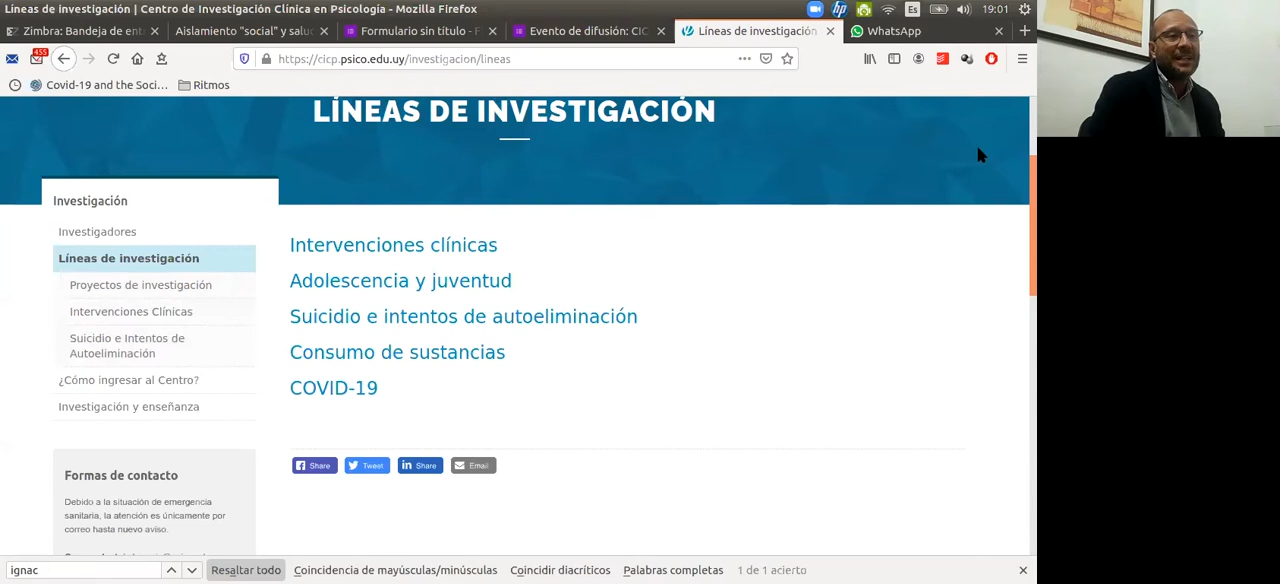 Líneas de investigación | Centro de Investigación Clínica en Psicología - Mozilla Firefox
Es
19:01
Zimbra: Bandeja de ent
Aislamiento "social" y salu
Formulario sin título - F
Evento de difusión: CIC
Líneas de investigación
WhatsApp
455
https://cicp.psico.edu.uy/investigacion/lineas
Covid-19 and the Soci...
Ritmos
LÍNEAS DE INVESTIGACIÓN
Investigación
Investigadores
Líneas de investigación
Proyectos de investigación
Intervenciones Clínicas
Suicidio e Intentos de
Autoeliminación
¿Cómo ingresar al Centro?
Investigación y enseñanza
Intervenciones clínicas
Adolescencia y juventud
Suicidio e intentos de autoeliminación
Consumo de sustancias
COVID-19
Share
Tweet
Share
Email
Formas de contacto
Debido a la situación de emergencia
sanitaria, la atención es únicamente por
correo hasta nuevo aviso.
ignac
Resaltar todo
Coincidencia de mayúsculas/minúsculas
Coincidir diacríticos
Palabras completas
1 de 1 acierto